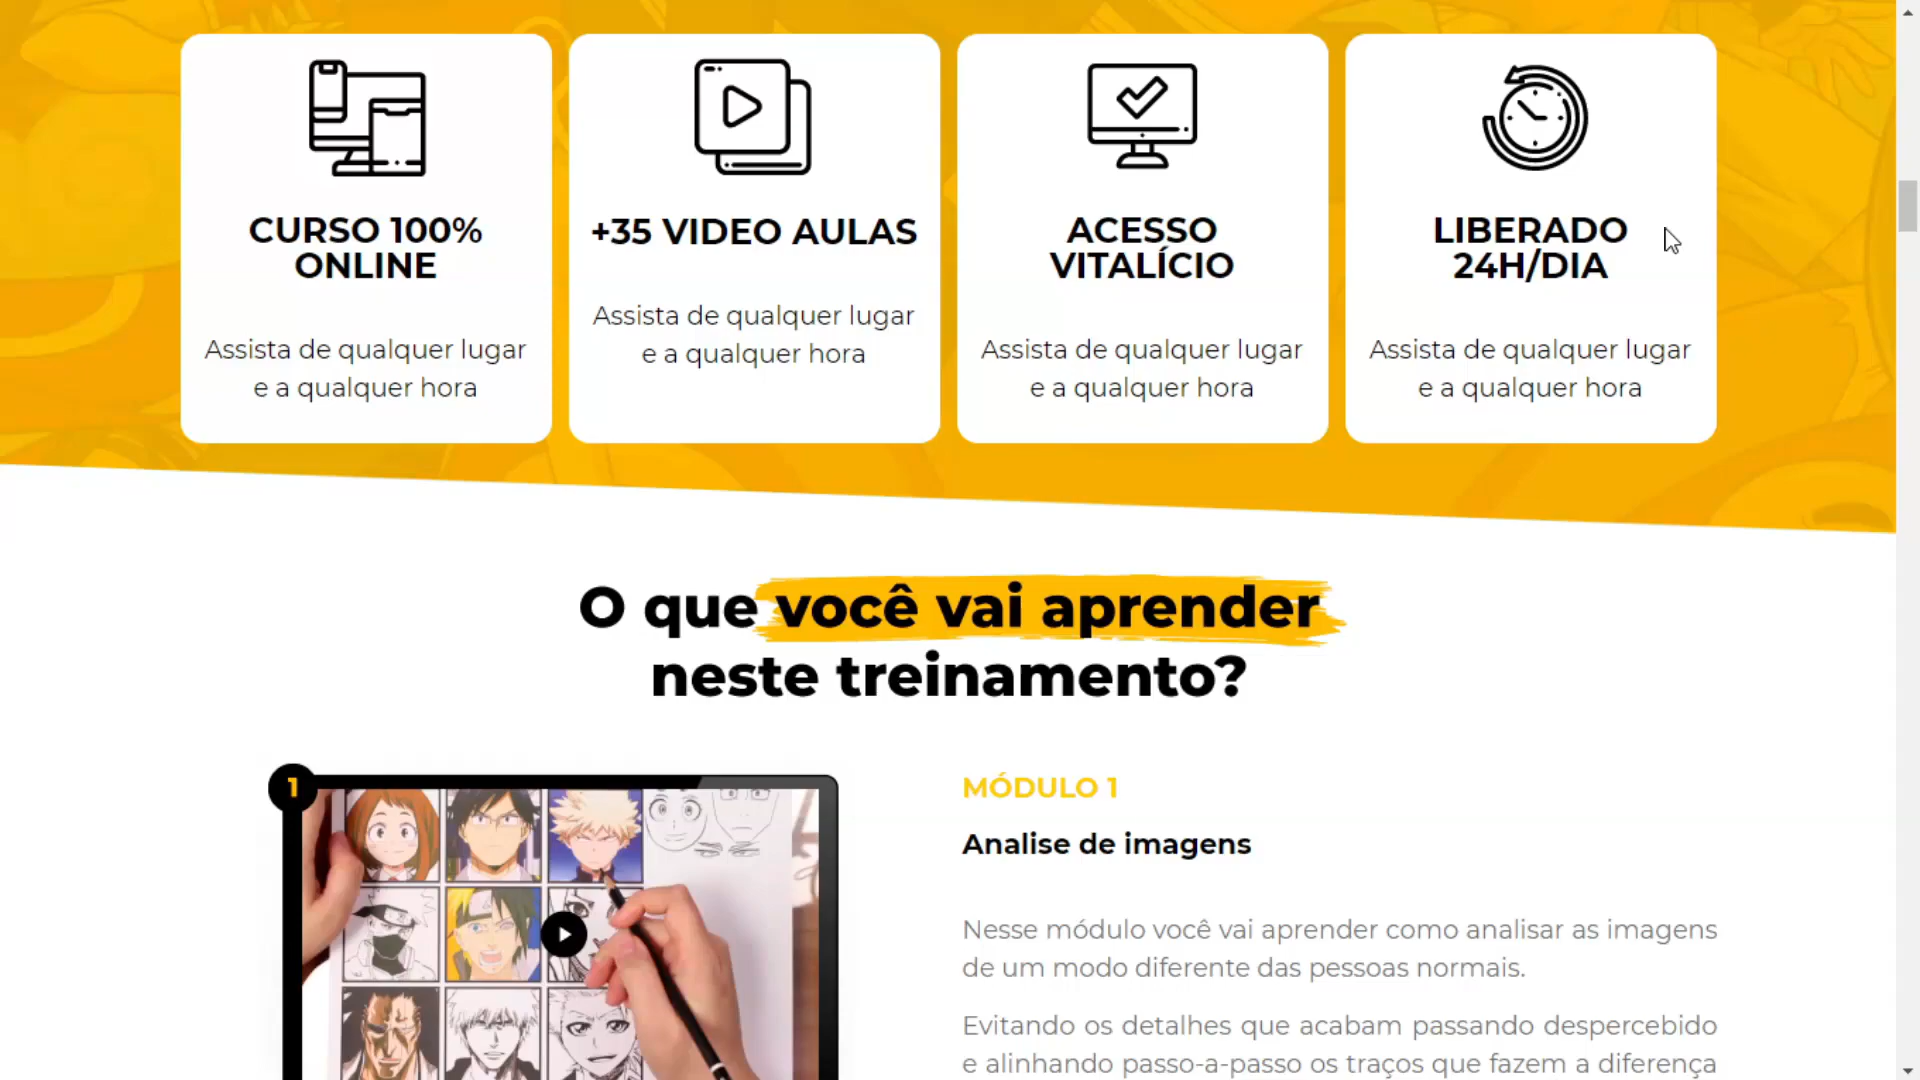 CURSO 100%
ONLINE
Assista de qualquer lugar
e a qualquer hora
+35 VIDEO AULAS
Assista de qualquer lugar
e a qualquer hora
ACESSO
VITALÍCIO
Assista de qualquer lugar
e a qualquer hora
LIBERADO
24H/DIA
Assista de qualquer lugar
e a qualquer hora
O que você vai aprender
neste treinamento?
1
MÓDULO 1
Analise de imagens
Nesse módulo você vai aprender como analisar as imagens
de um modo diferente das pessoas normais.
Evitando os detalhes que acabam passando despercebido
e alinhando passo-a-passo os traços que fazem a diferença